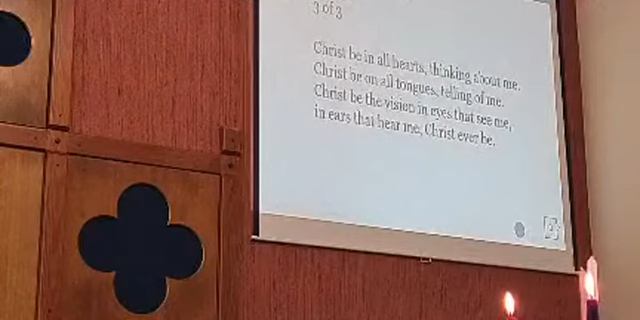 3 of 3
Christ be in all hearts, thinking about me.
Christ be on all tongues, telling of me.
Christ be the vision in eyes that see me,
in ears that hear me, Christ ever be.